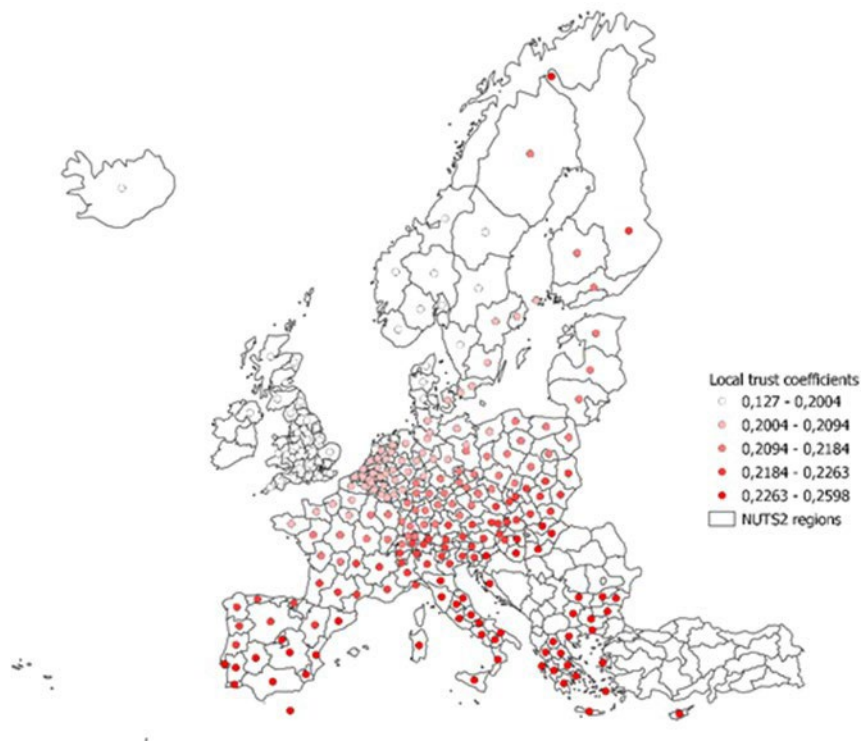 Local trust coefficients
0,127 - 0,2004
0,2004 - 0,2094
0,2094 - 0,2184
0,2184 - 0,2263
0,2263 - 0,2598
NUTS2 regions